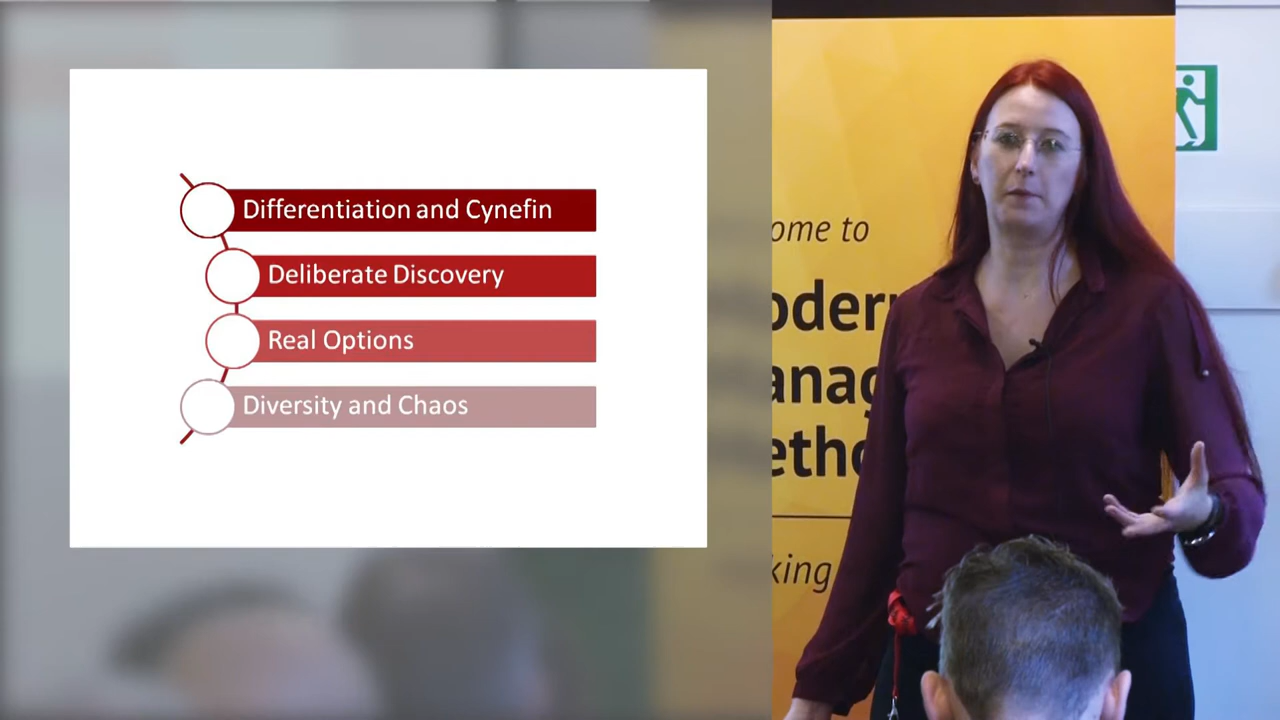 Differentiation and Cynefin
Deliberate Discovery
Real Options
Diversity and Chaos
ome to
oder
anag
etho
king